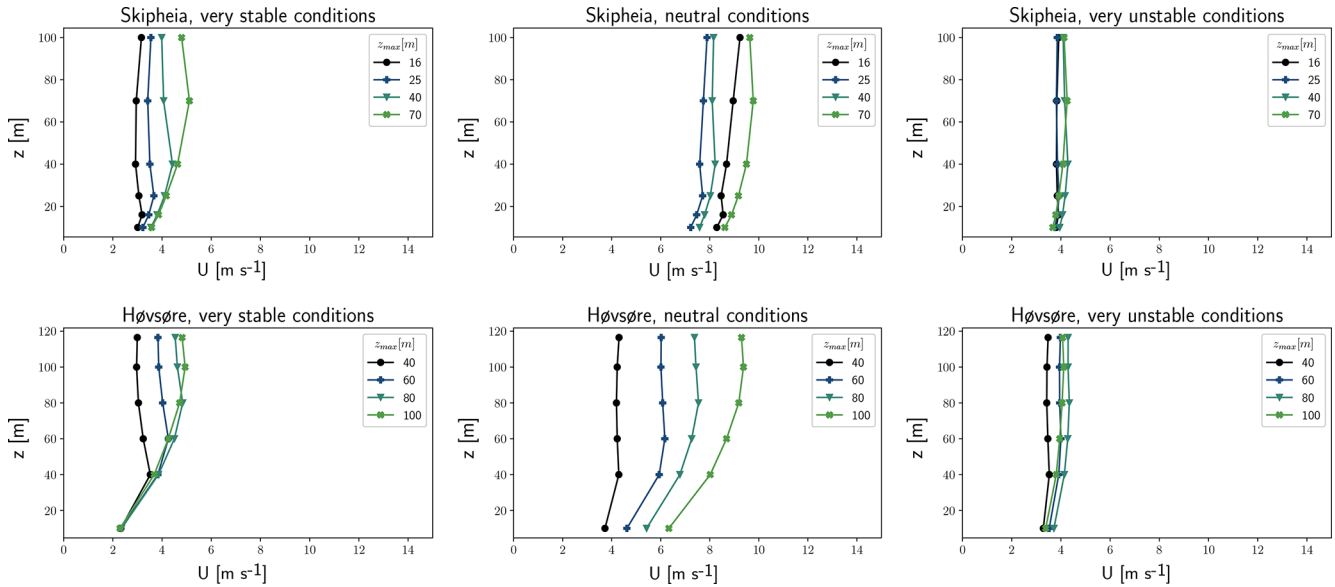 Skipheia, very stable conditions
100
80
60
40
20
z [m]
z_max[m]
16
25
40
70
0 2 4 6 8 10 12 14
U [m s⁻¹]
Skipheia, neutral conditions
100
80
60
40
20
z [m]
z_max[m]
16
25
40
70
0 2 4 6 8 10 12 14
U [m s⁻¹]
Skipheia, very unstable conditions
100
80
60
40
20
z [m]
z_max[m]
16
25
40
70
0 2 4 6 8 10 12 14
U [m s⁻¹]
Høvsøre, very stable conditions
120
100
80
60
40
20
z [m]
z_max[m]
40
60
80
100
0 2 4 6 8 10 12 14
U [m s⁻¹]
Høvsøre, neutral conditions
120
100
80
60
40
20
z [m]
z_max[m]
40
60
80
100
0 2 4 6 8 10 12 14
U [m s⁻¹]
Høvsøre, very unstable conditions
120
100
80
60
40
20
z [m]
z_max[m]
40
60
80
100
0 2 4 6 8 10 12 14
U [m s⁻¹]